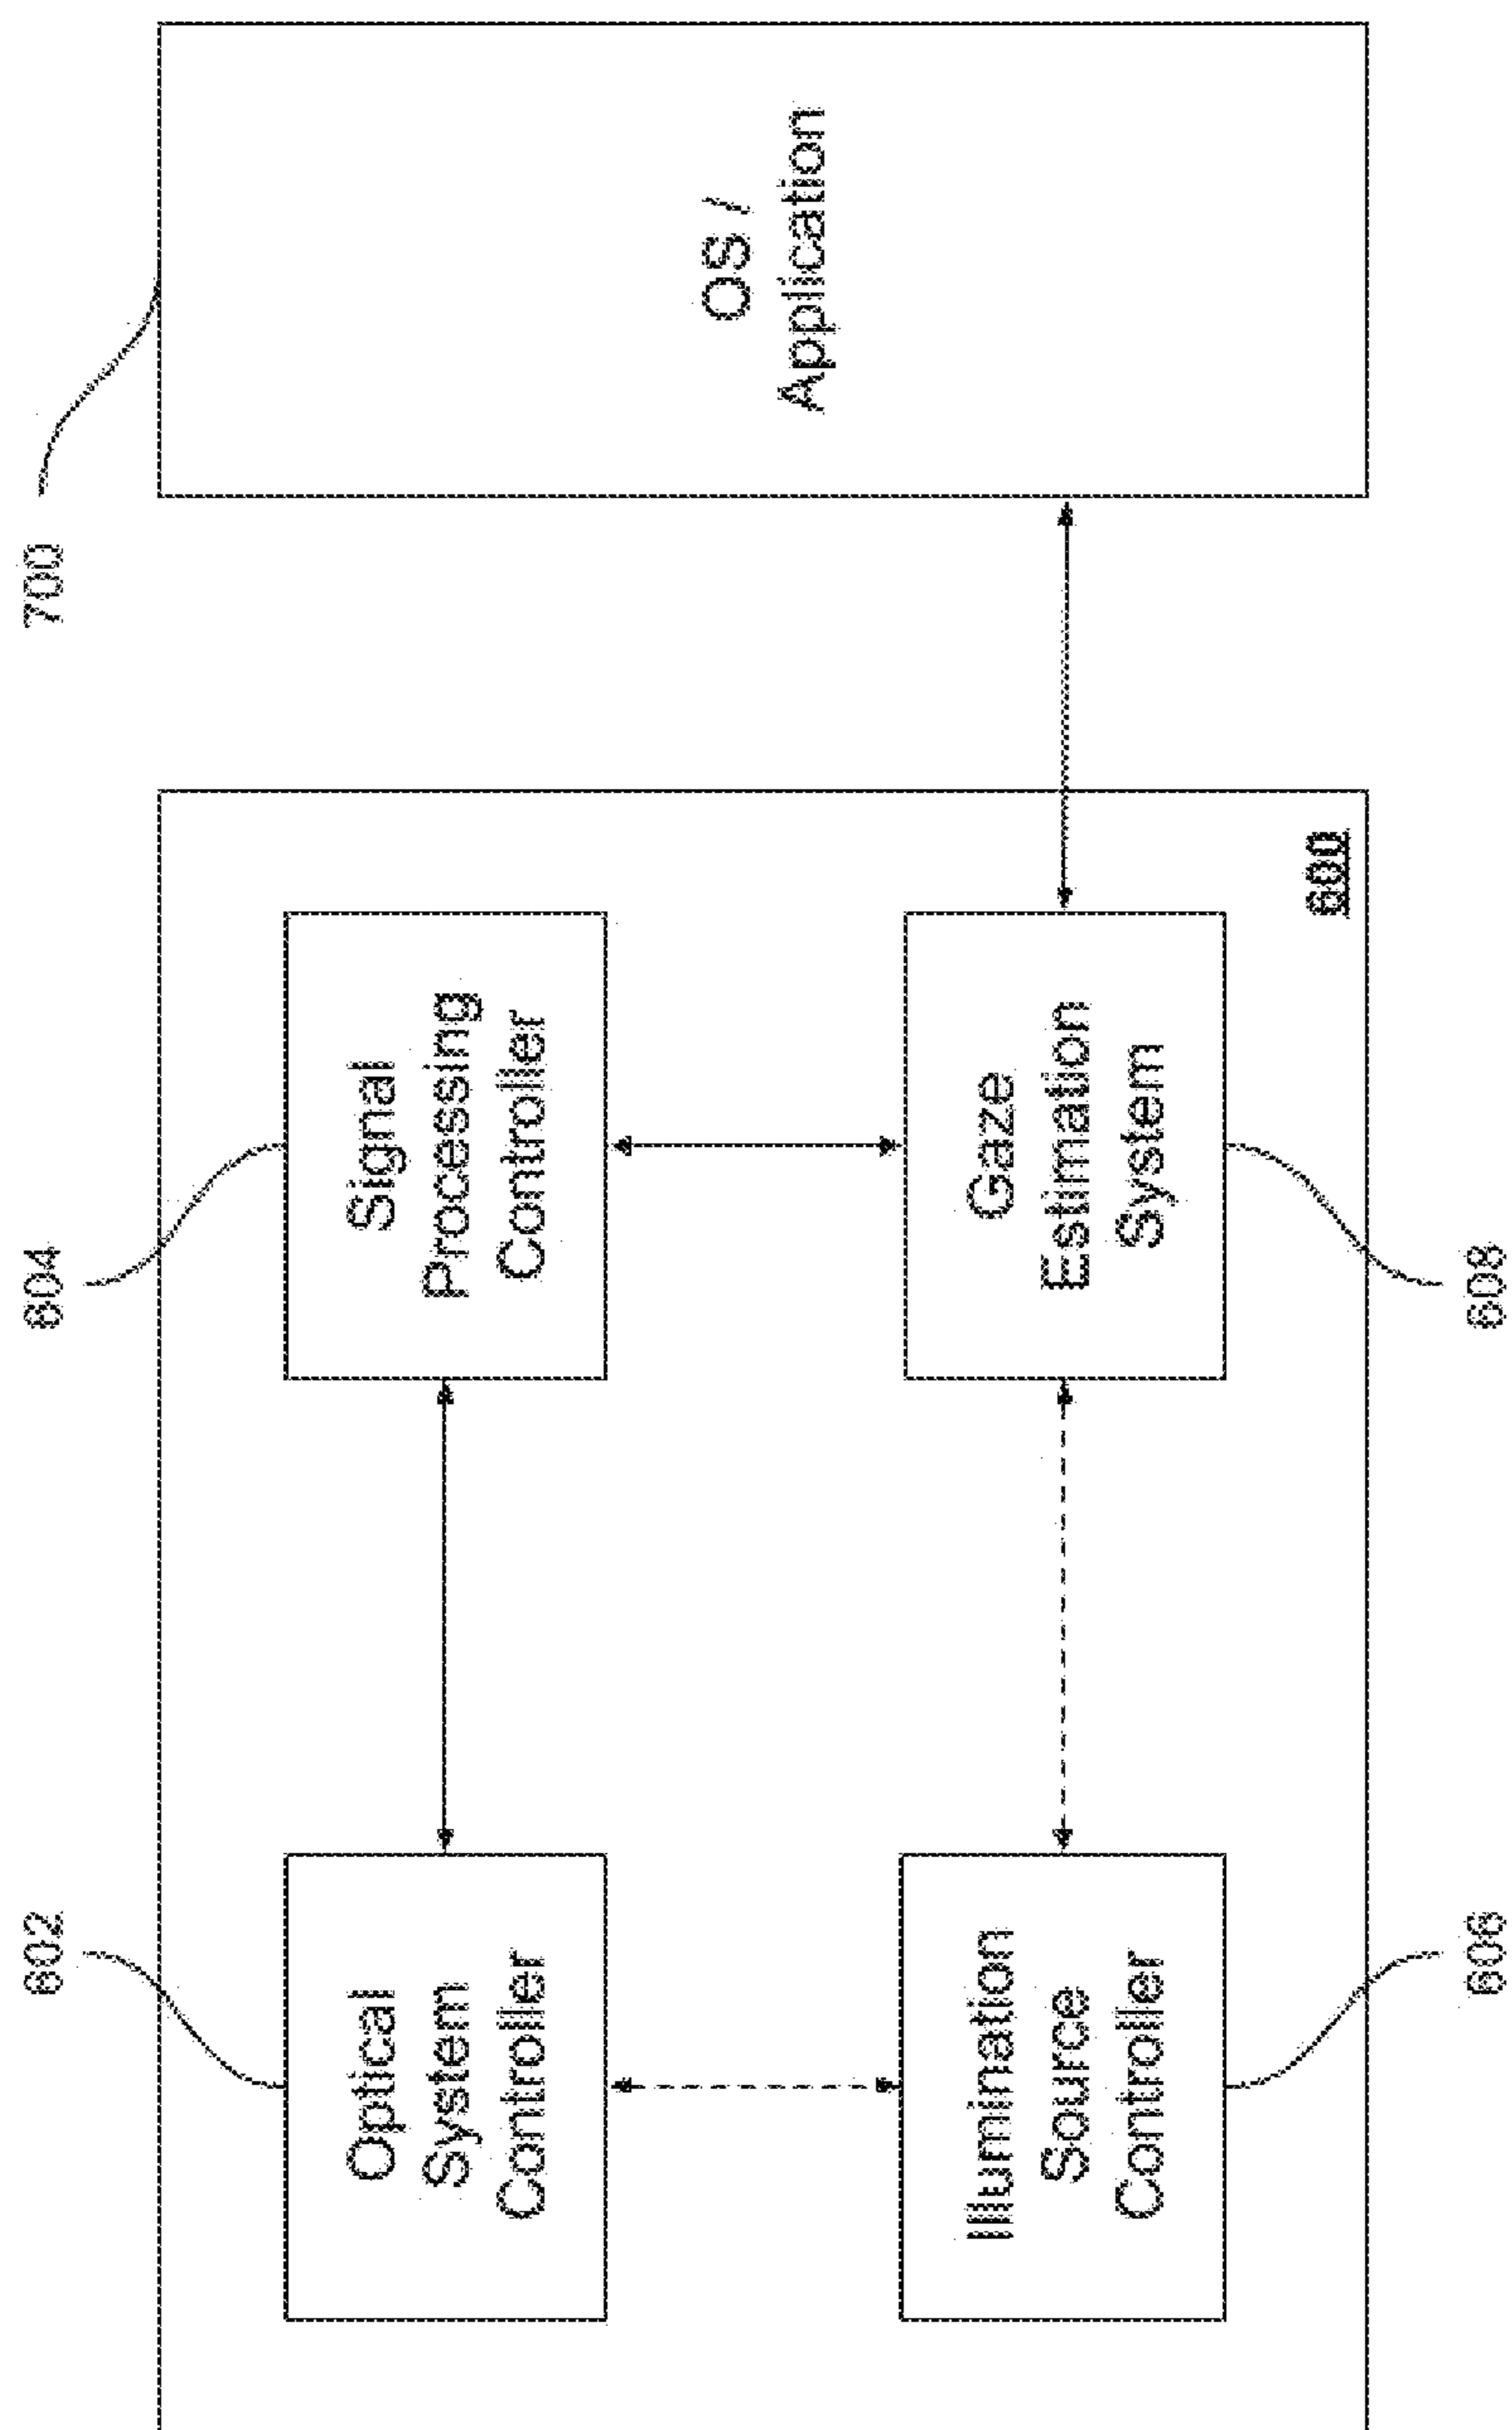 602
604
700
Optical
System
Controller
Signal
Processing
Controller
OS /
Application
Illumination
Source
Controller
Gaze
Estimation
System
600
606
608